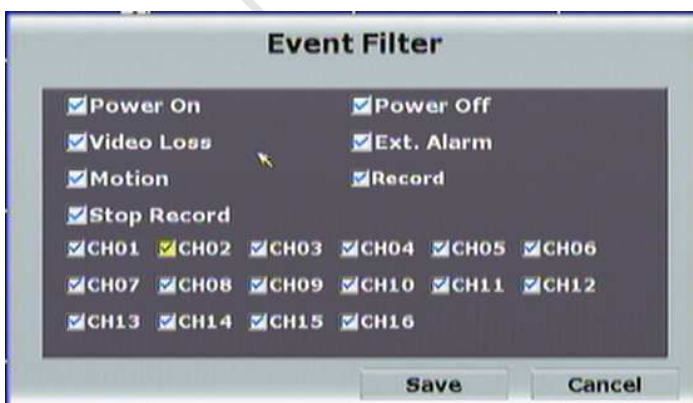 Event Filter
Power On Power Off
Video Loss Ext. Alarm
Motion Record
Stop Record
CH01 CH02 CH03 CH04 CH05 CH06
CH07 CH08 CH09 CH10 CH11 CH12
CH13 CH14 CH15 CH16
Save Cancel